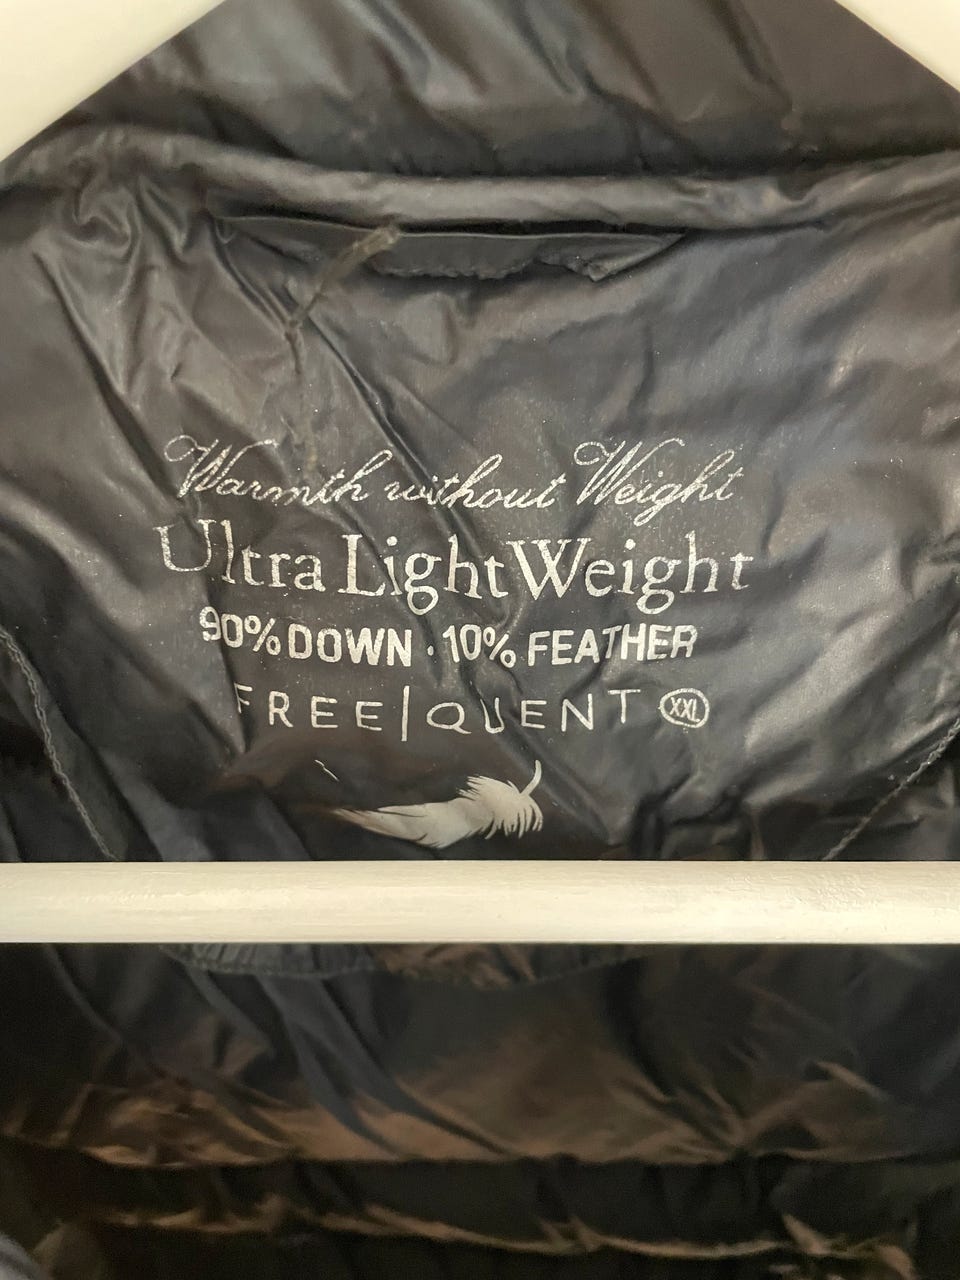 Warmth without Weight
Ultra LightWeight
90% DOWN · 10% FEATHER
FREE|QUENT XXL